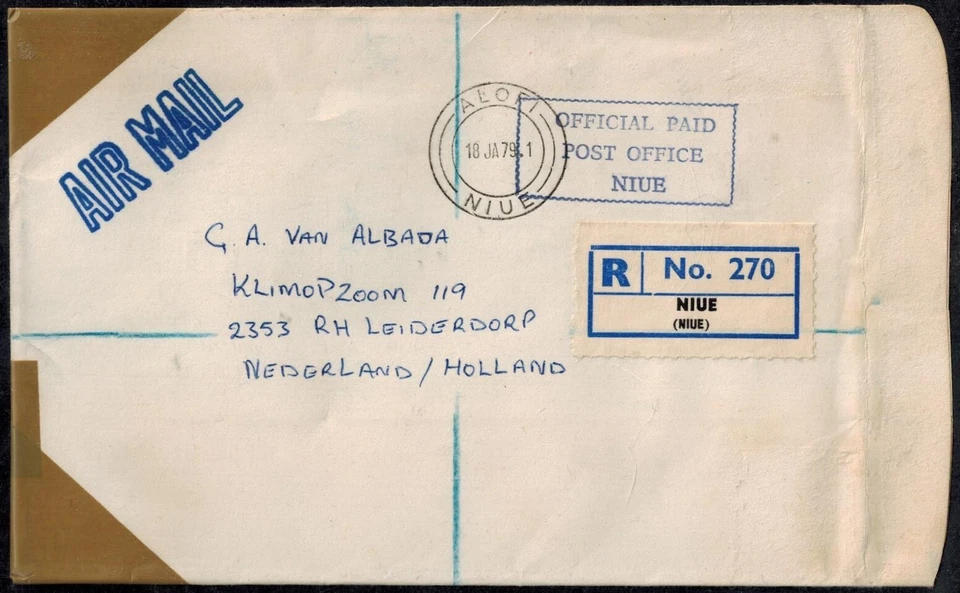 AIR MAIL
ALOFI
18 JA 79.1
NIUE
OFFICIAL PAID
POST OFFICE
NIUE
G. A. VAN ALBADA
KLIMOPZOOM 119
2353 RH LEIDERDORP
NEDERLAND / HOLLAND
R No. 270
NIUE
(NIUE)